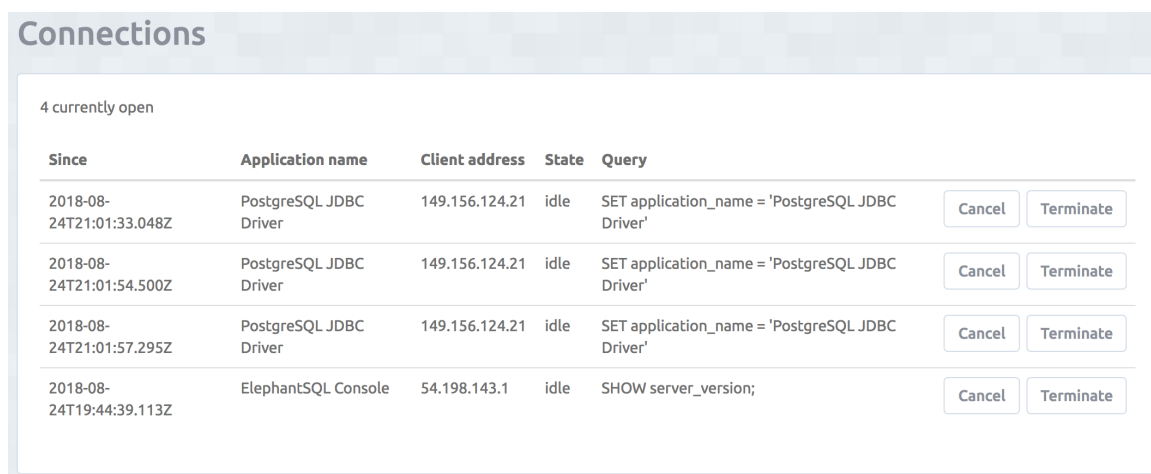 Connections
4 currently open
Since Application name Client address State Query
2018-08- PostgreSQL JDBC 149.156.124.21 idle SET application_name = 'PostgreSQL JDBC Cancel Terminate
24T21:01:33.048Z Driver Driver'
2018-08- PostgreSQL JDBC 149.156.124.21 idle SET application_name = 'PostgreSQL JDBC Cancel Terminate
24T21:01:54.500Z Driver Driver'
2018-08- PostgreSQL JDBC 149.156.124.21 idle SET application_name = 'PostgreSQL JDBC Cancel Terminate
24T21:01:57.295Z Driver Driver'
2018-08- ElephantSQL Console 54.198.143.1 idle SHOW server_version; Cancel Terminate
24T19:44:39.113Z